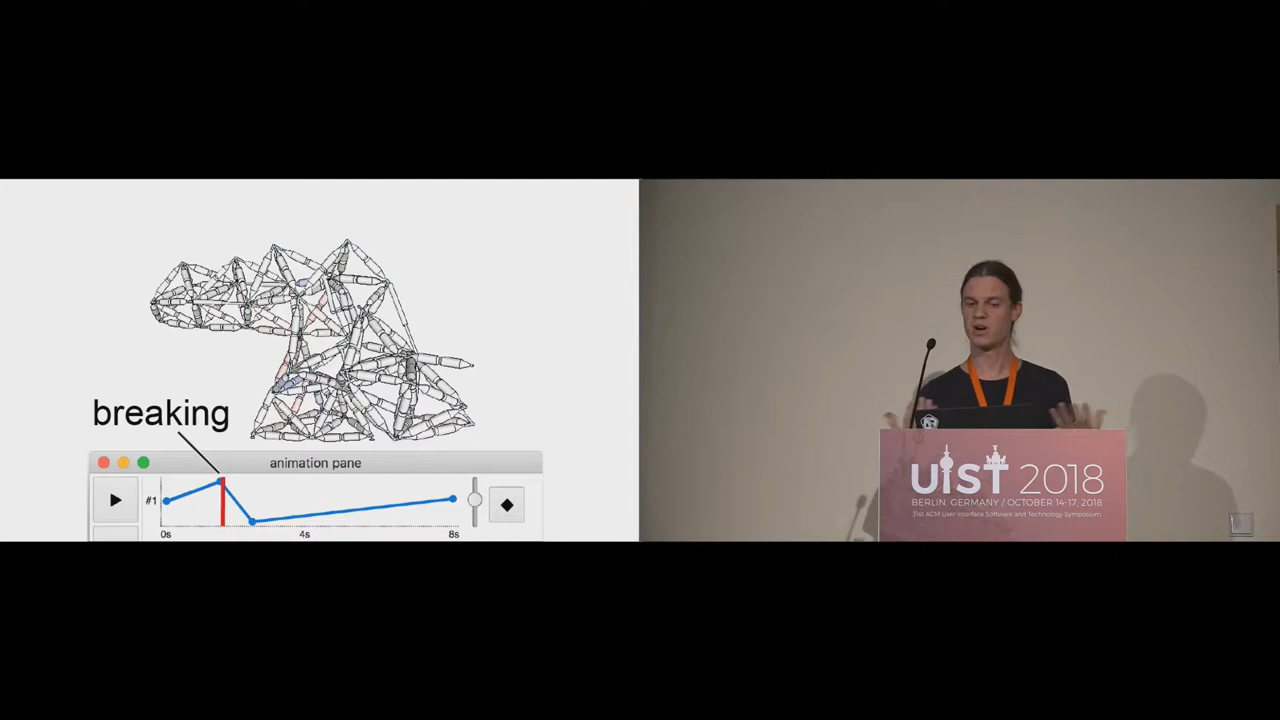 breaking
animation pane
#1
0s
4s
8s
UIST 2018
BERLIN, GERMANY / OCTOBER 14-17, 2018
31st ACM User Interface Software and Technology Symposium